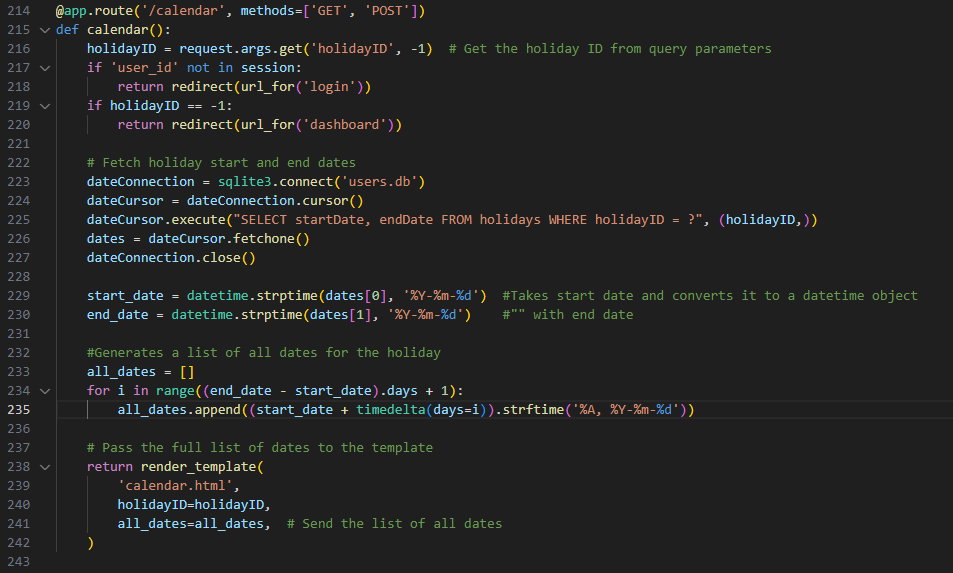 214 @app.route('/calendar', methods=['GET', 'POST'])
215 def calendar():
216     holidayID = request.args.get('holidayID', -1)  # Get the holiday ID from query parameters
217     if 'user_id' not in session:
218         return redirect(url_for('login'))
219     if holidayID == -1:
220         return redirect(url_for('dashboard'))
221
222     # Fetch holiday start and end dates
223     dateConnection = sqlite3.connect('users.db')
224     dateCursor = dateConnection.cursor()
225     dateCursor.execute("SELECT startDate, endDate FROM holidays WHERE holidayID = ?", (holidayID,))
226     dates = dateCursor.fetchone()
227     dateConnection.close()
228
229     start_date = datetime.strptime(dates[0], '%Y-%m-%d')  #Takes start date and converts it to a datetime object
230     end_date = datetime.strptime(dates[1], '%Y-%m-%d')    #"" with end date
231
232     #Generates a list of all dates for the holiday
233     all_dates = []
234     for i in range((end_date - start_date).days + 1):
235         all_dates.append((start_date + timedelta(days=i)).strftime('%A, %Y-%m-%d'))
236
237     # Pass the full list of dates to the template
238     return render_template(
239         'calendar.html',
240         holidayID=holidayID,
241         all_dates=all_dates,  # Send the list of all dates
242     )
243